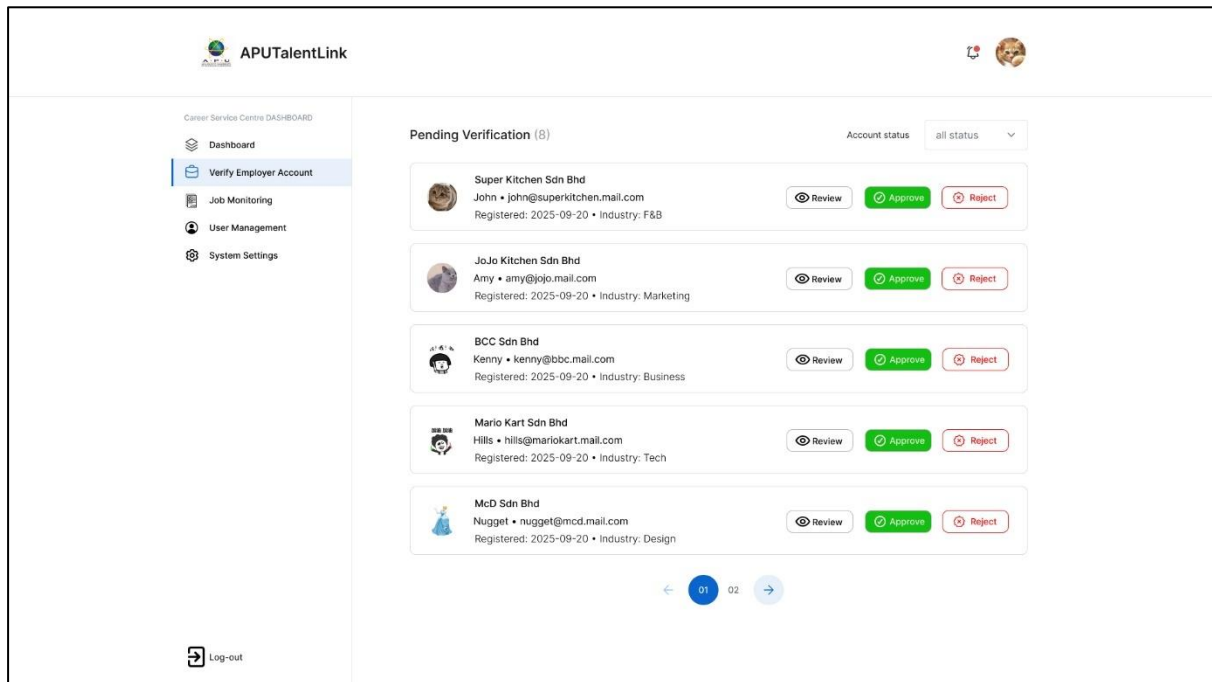 APUTalentLink
A·P·U
Career Service Centre DASHBOARD
Dashboard
Verify Employer Account
Job Monitoring
User Management
System Settings
Log-out
Pending Verification (8)
Account status
all status
Super Kitchen Sdn Bhd
John • john@superkitchen.mail.com
Registered: 2025-09-20 • Industry: F&B
Review
Approve
Reject
JoJo Kitchen Sdn Bhd
Amy • amy@jojo.mail.com
Registered: 2025-09-20 • Industry: Marketing
Review
Approve
Reject
BCC Sdn Bhd
Kenny • kenny@bbc.mail.com
Registered: 2025-09-20 • Industry: Business
Review
Approve
Reject
Mario Kart Sdn Bhd
Hills • hills@mariokart.mail.com
Registered: 2025-09-20 • Industry: Tech
Review
Approve
Reject
McD Sdn Bhd
Nugget • nugget@mcd.mail.com
Registered: 2025-09-20 • Industry: Design
Review
Approve
Reject
01
02